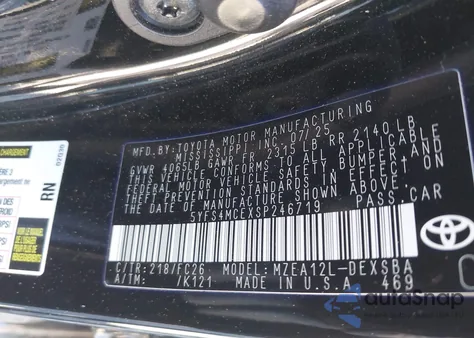 MFD.BY:TOYOTA MOTOR MANUFACTURING
MISSISSIPPI, INC. 07/25
GVWR 4065LB GAWR FR 2315 LB RR 2140 LB
THIS VEHICLE CONFORMS TO ALL APPLICABLE
FEDERAL MOTOR VEHICLE SAFETY, BUMPER, AND
THEFT PREVENTION STANDARDS IN EFFECT ON
THE DATE OF MANUFACTURE SHOWN ABOVE.
5YFS4MCEXSP246719 PASS.CAR
C/TR: 218/FC26 MODEL: MZEA12L-DEXSBA
A/TM: /K121 MADE IN U.S.A. 469
TOYOTA
RN
autoSnap